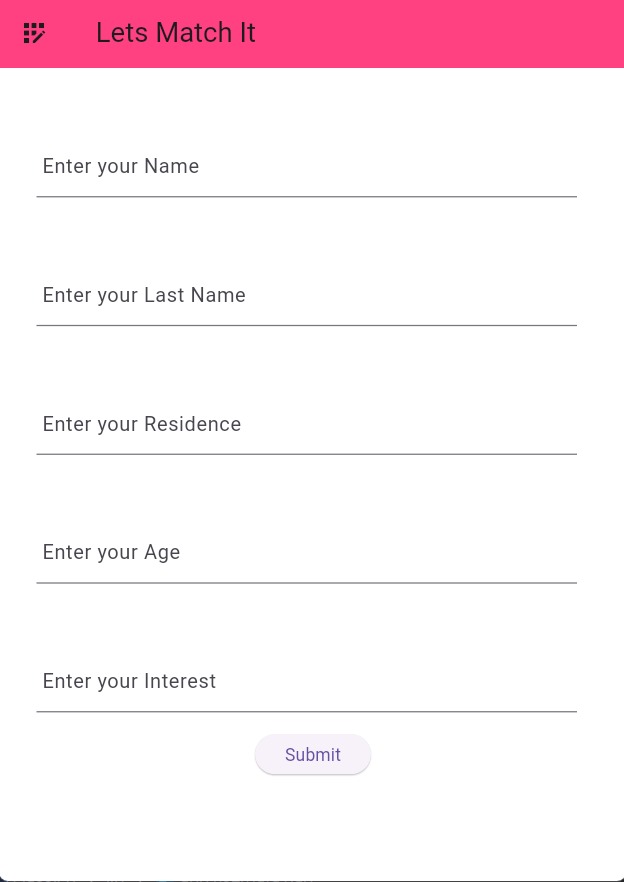 Lets Match It
Enter your Name
Enter your Last Name
Enter your Residence
Enter your Age
Enter your Interest
Submit